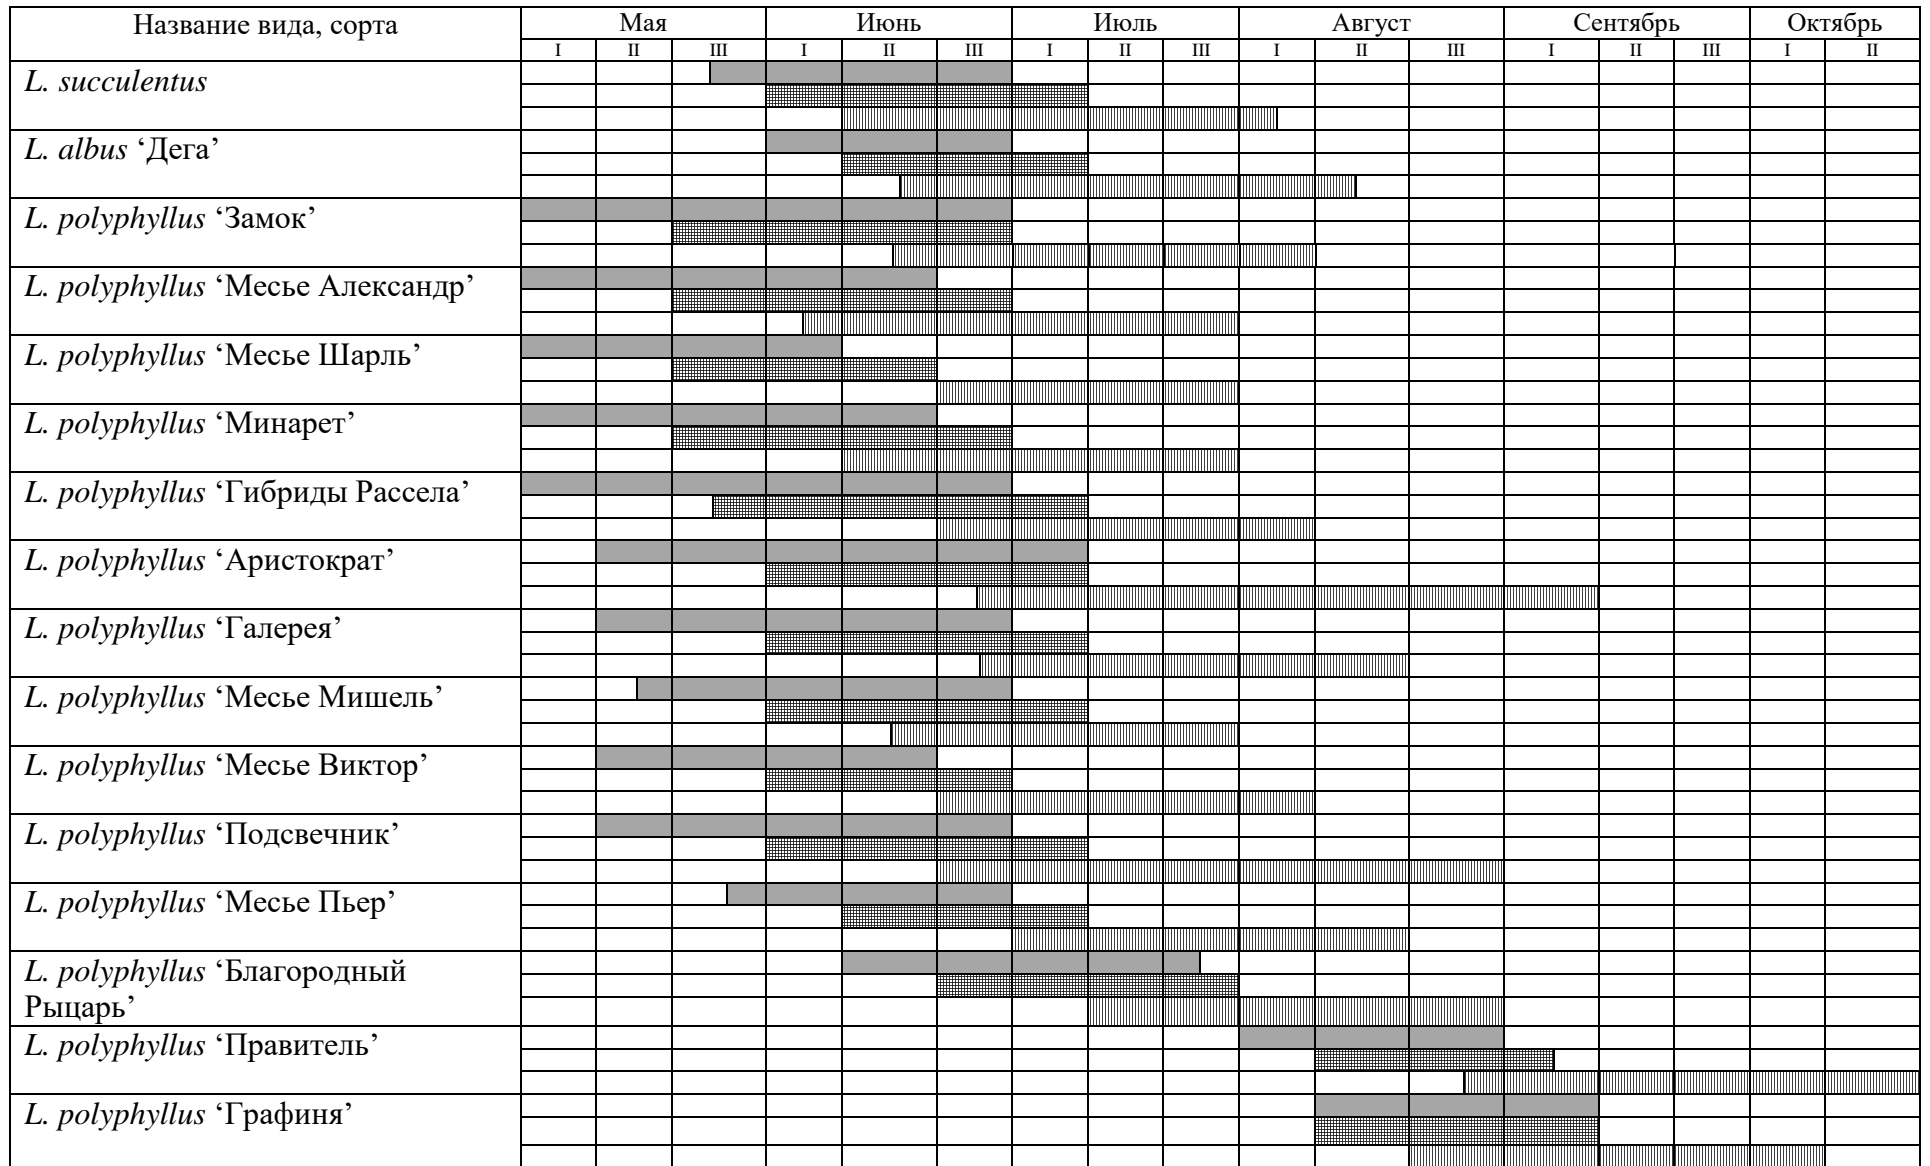 Название вида, сорта Мая Июнь Июль Август Сентябрь Октябрь
I II III I II III I II III I II III I II III I II
L. succulentus
L. albus ‘Дега’
L. polyphyllus ‘Замок’
L. polyphyllus ‘Месье Александр’
L. polyphyllus ‘Месье Шарль’
L. polyphyllus ‘Минарет’
L. polyphyllus ‘Гибриды Рассела’
L. polyphyllus ‘Аристократ’
L. polyphyllus ‘Галерея’
L. polyphyllus ‘Месье Мишель’
L. polyphyllus ‘Месье Виктор’
L. polyphyllus ‘Подсвечник’
L. polyphyllus ‘Месье Пьер’
L. polyphyllus ‘Благородный
Рыцарь’
L. polyphyllus ‘Правитель’
L. polyphyllus ‘Графиня’